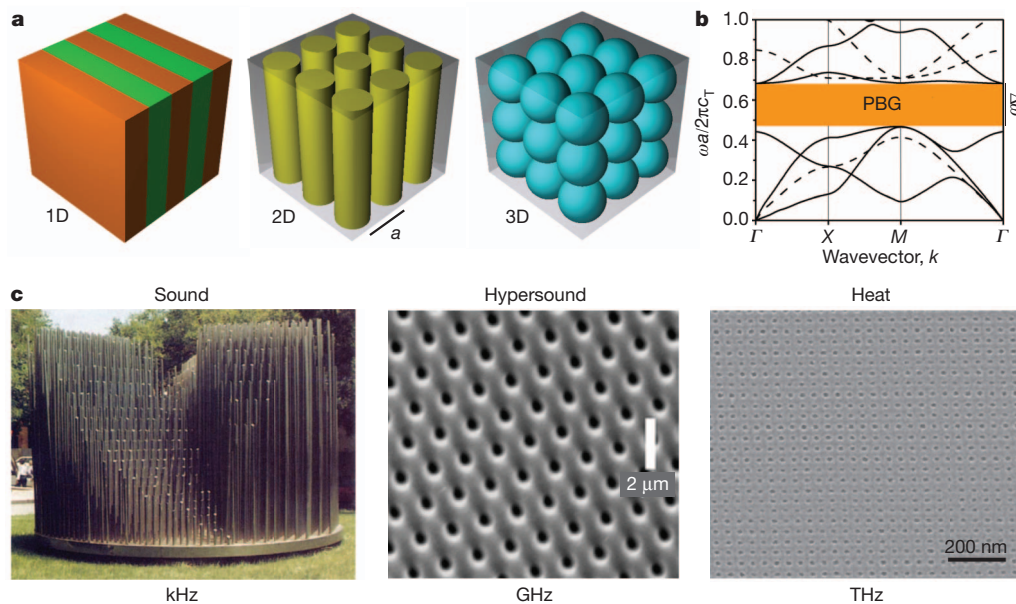 a
1D
2D
a
3D
b
ωa/2πc_T
1.0
0.8
0.6
0.4
0.2
0.0
PBG
Δω
Γ
X
M
Γ
Wavevector, k
c
Sound
Hypersound
Heat
2 μm
200 nm
kHz
GHz
THz